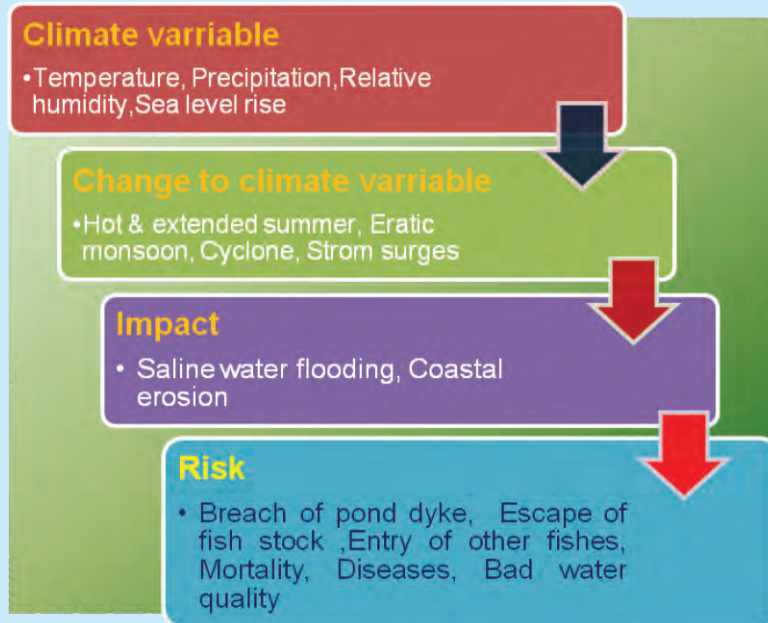 Climate varriable
•Temperature, Precipitation,Relative
humidity,Sea level rise
Change to climate varriable
•Hot & extended summer, Eratic
monsoon, Cyclone, Strom surges
Impact
• Saline water flooding, Coastal
erosion
Risk
• Breach of pond dyke, Escape of
fish stock ,Entry of other fishes,
Mortality, Diseases, Bad water
quality